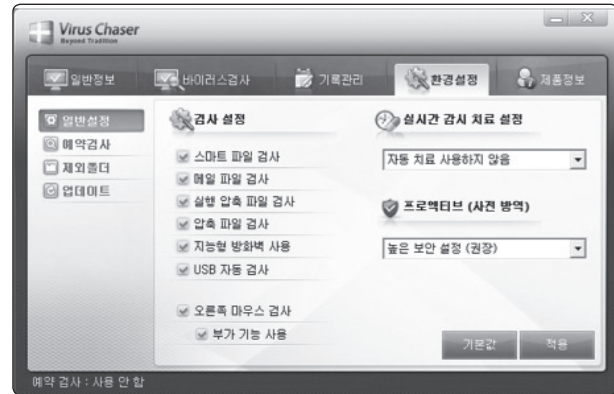 Virus Chaser
Beyond Tradition
일반정보
바이러스검사
기록관리
환경설정
제품정보
일반설정
예약검사
제외폴더
업데이트
검사 설정
스마트 파일 검사
메일 파일 검사
실행 압축 파일 검사
압축 파일 검사
지능형 방화벽 사용
USB 자동 검사
오른쪽 마우스 검사
부가 기능 사용
실시간 감시 치료 설정
자동 치료 사용하지 않음
프로액티브 (사전 방역)
높은 보안 설정 (권장)
기본값
적용
예약 검사 : 사용 안 함